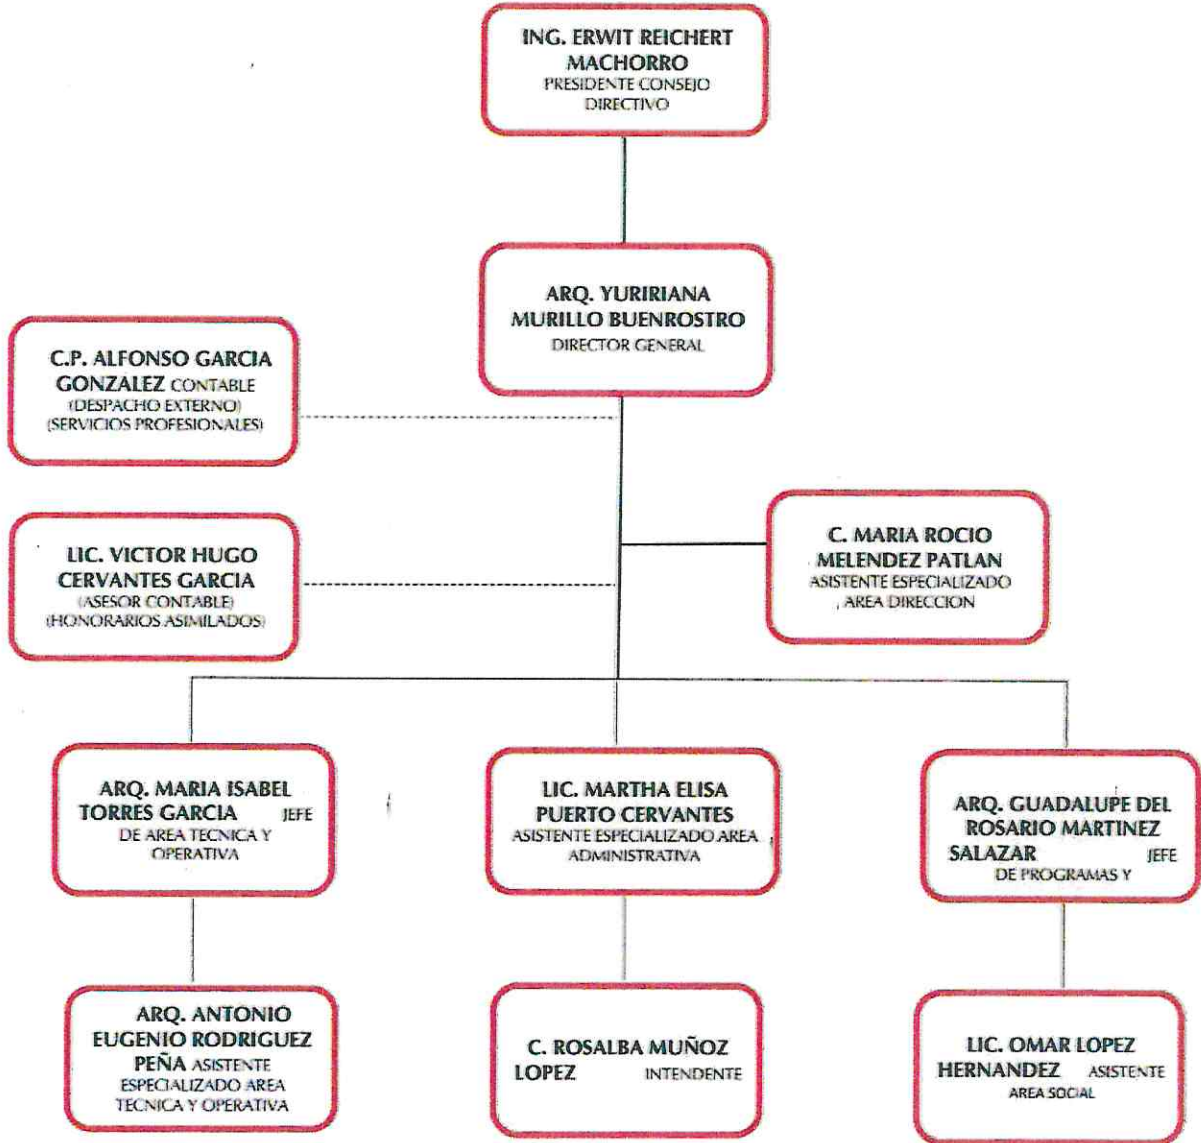 ING. ERWIT REICHERT
MACHORRO
PRESIDENTE CONSEJO
DIRECTIVO
ARQ. YURIRIANA
MURILLO BUENROSTRO
DIRECTOR GENERAL
C.P. ALFONSO GARCIA
GONZALEZ CONTABLE
(DESPACHO EXTERNO)
(SERVICIOS PROFESIONALES)
LIC. VICTOR HUGO
CERVANTES GARCIA
(ASESOR CONTABLE)
(HONORARIOS ASIMILADOS)
C. MARIA ROCIO
MELENDEZ PATLAN
ASISTENTE ESPECIALIZADO
AREA DIRECCION
ARQ. MARIA ISABEL
TORRES GARCIA JEFE
DE AREA TECNICA Y
OPERATIVA
LIC. MARTHA ELISA
PUERTO CERVANTES
ASISTENTE ESPECIALIZADO AREA
ADMINISTRATIVA
ARQ. GUADALUPE DEL
ROSARIO MARTINEZ
SALAZAR JEFE
DE PROGRAMAS Y
ARQ. ANTONIO
EUGENIO RODRIGUEZ
PEÑA ASISTENTE
ESPECIALIZADO AREA
TECNICA Y OPERATIVA
C. ROSALBA MUÑOZ
LOPEZ INTENDENTE
LIC. OMAR LOPEZ
HERNANDEZ ASISTENTE
AREA SOCIAL